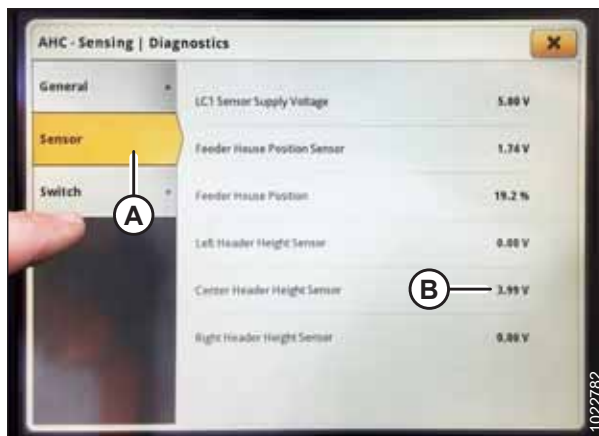 AHC - Sensing | Diagnostics
General
Sensor
Switch
A
LC1 Sensor Supply Voltage 5.00 V
Feeder House Position Sensor 1.74 V
Feeder House Position 19.2 %
Left Header Height Sensor 0.00 V
Center Header Height Sensor B 3.99 V
Right Header Height Sensor 0.00 V
1022782